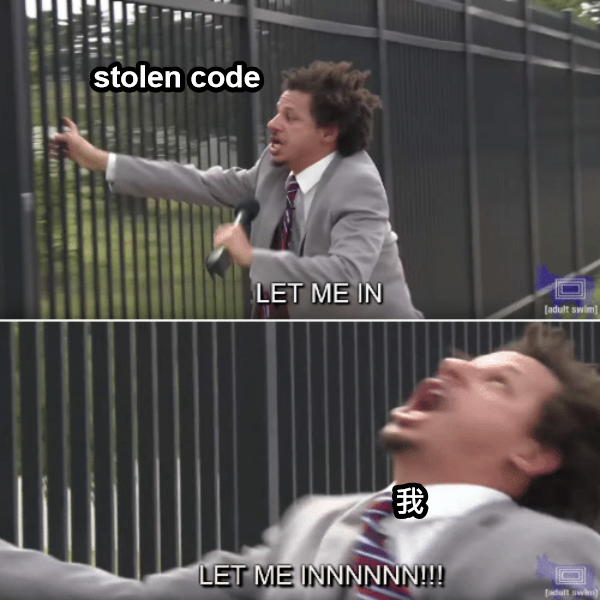 stolen code
LET ME IN
[adult swim]
我
LET ME INNNNNN!!!
[adult swim]